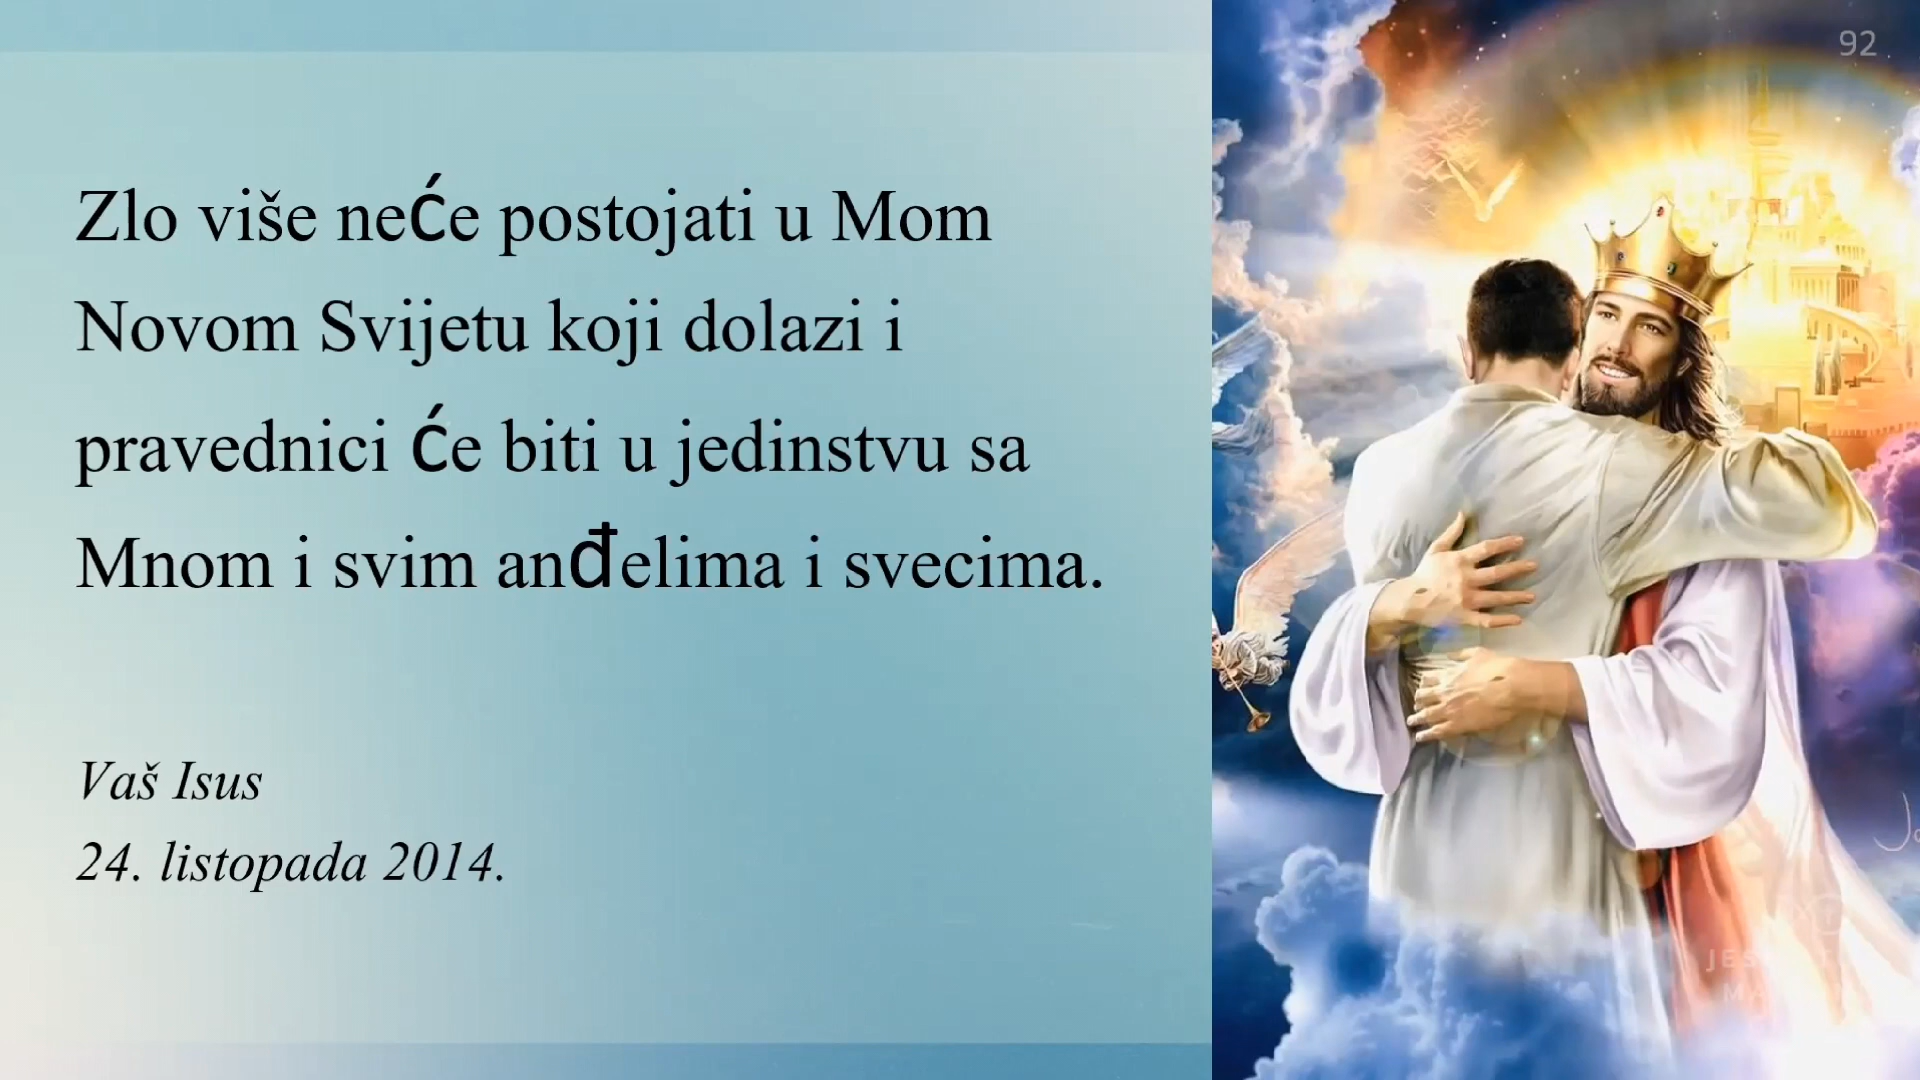 92
Zlo više neće postojati u Mom
Novom Svijetu koji dolazi i
pravednici će biti u jedinstvu sa
Mnom i svim anđelima i svecima.
Vaš Isus
24. listopada 2014.